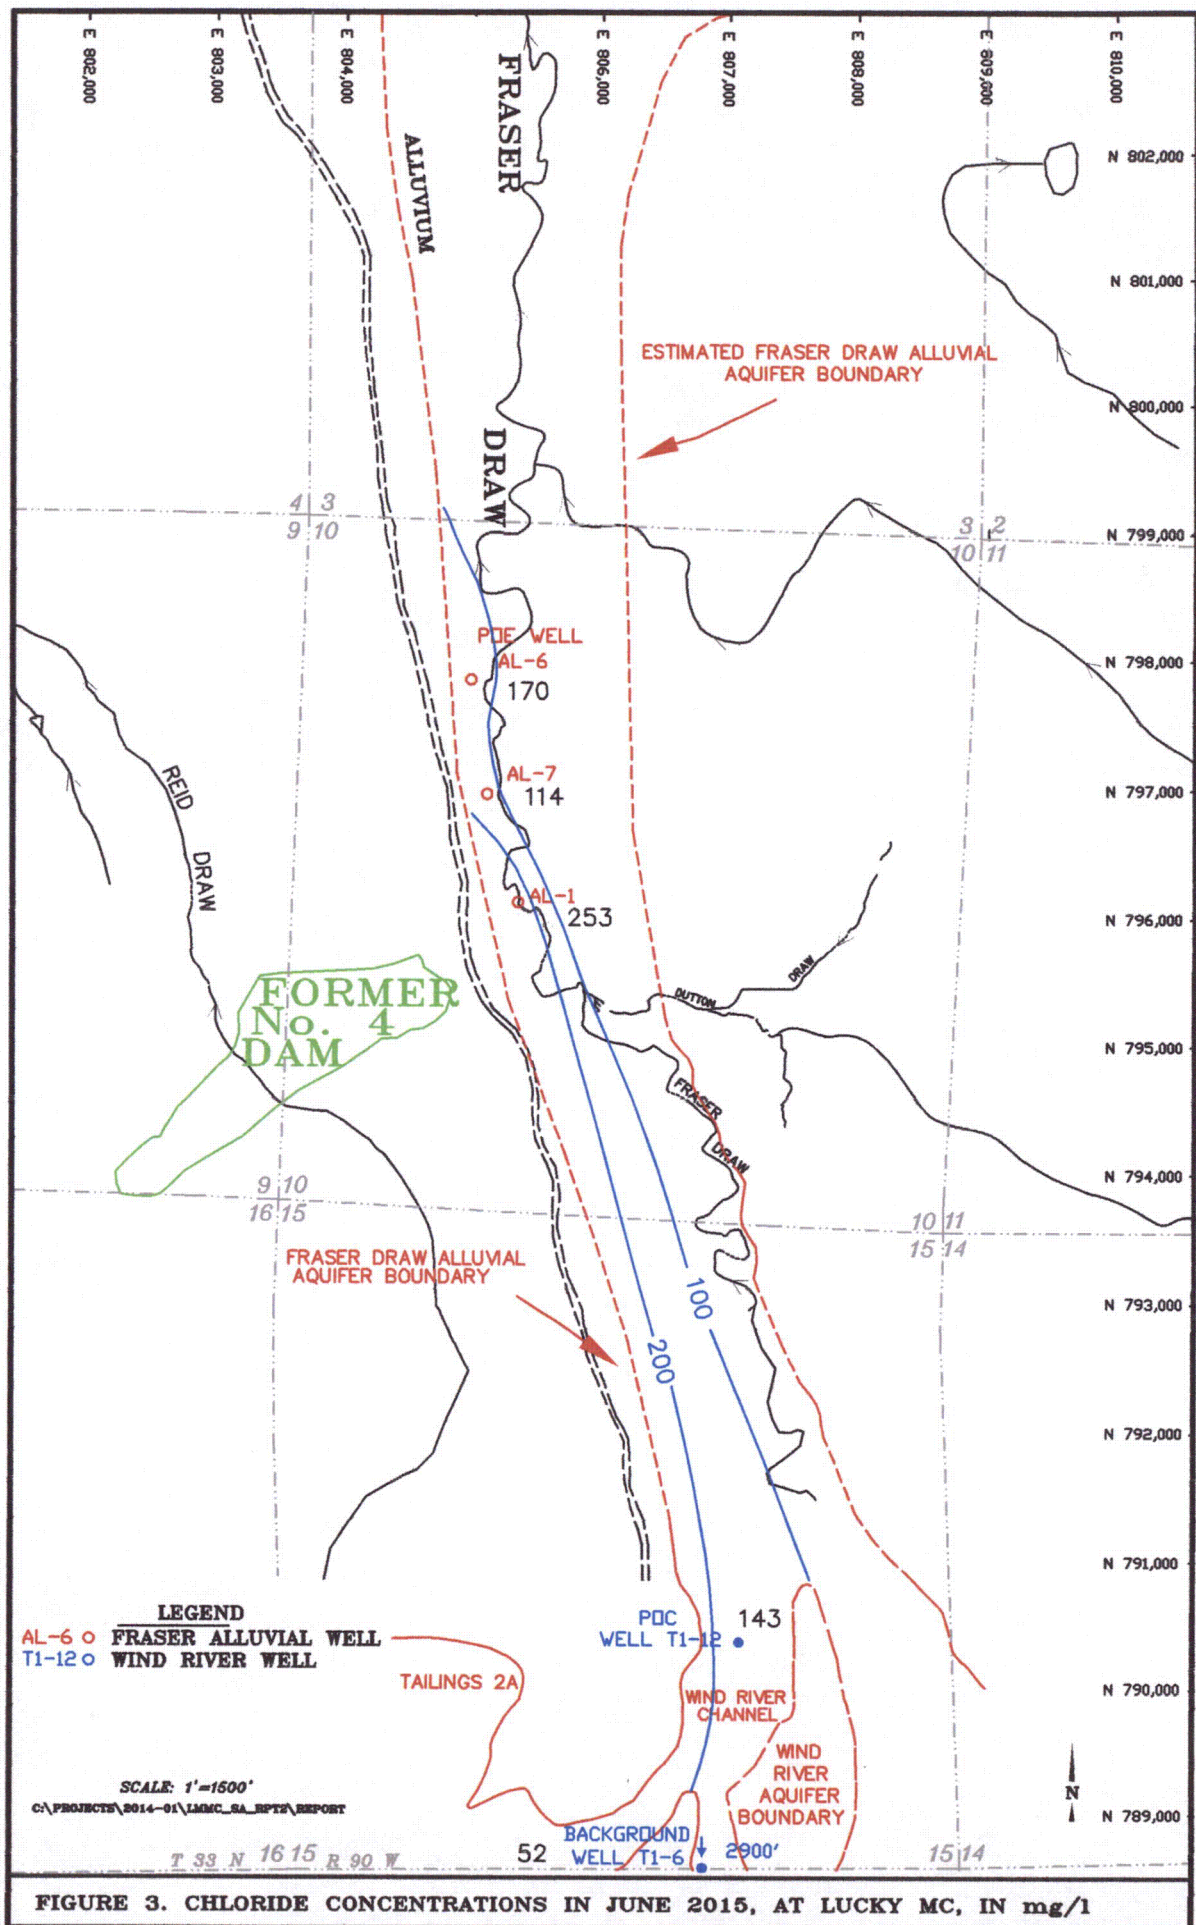 E 802,000
E 803,000
E 804,000
E 806,000
E 807,000
E 808,000
E 809,000
E 810,000
FRASER
DRAW
ALLUVIUM
N 802,000
N 801,000
ESTIMATED FRASER DRAW ALLUVIAL
AQUIFER BOUNDARY
N 800,000
4 3
9 10
3 2
10 11
N 799,000
POE WELL
AL-6
170
N 798,000
AL-7
114
N 797,000
REID
DRAW
AL-1
253
N 796,000
FORMER
No. 4
DAM
DUTTON
DRAW
N 795,000
FRASER
DRAW
N 794,000
9 10
16 15
10 11
15 14
FRASER DRAW ALLUVIAL
AQUIFER BOUNDARY
100
200
N 793,000
N 792,000
N 791,000
LEGEND
AL-6 FRASER ALLUVIAL WELL
T1-12 WIND RIVER WELL
POC
WELL T1-12
143
TAILINGS 2A
WIND RIVER
CHANNEL
N 790,000
WIND
RIVER
AQUIFER
BOUNDARY
N
N 789,000
SCALE: 1"=1600'
C:\PROJECTS\2014-01\LMMC_SA_RPTS\REPORT
52
BACKGROUND
WELL T1-6
2900'
T 33 N 16 15 R 90 W
15 14
FIGURE 3. CHLORIDE CONCENTRATIONS IN JUNE 2015, AT LUCKY MC, IN mg/l